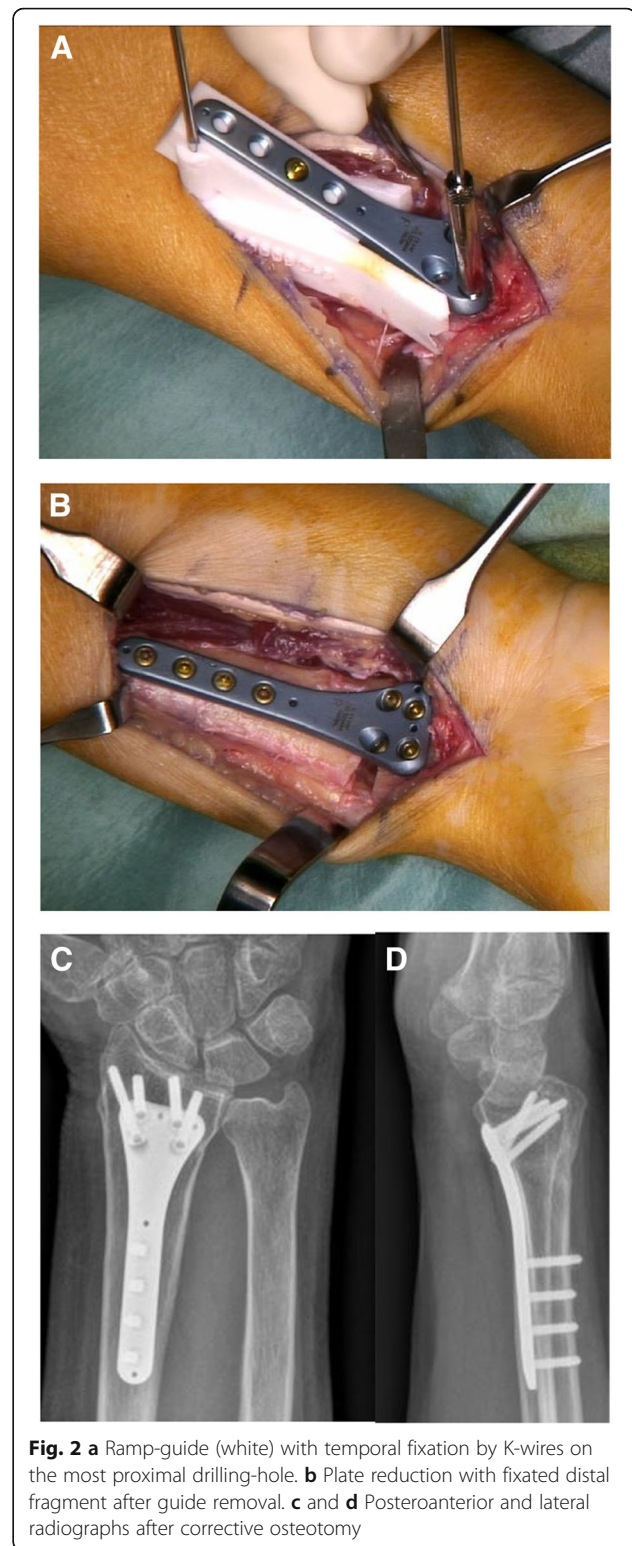 A
B
C
D
Fig. 2 a Ramp-guide (white) with temporal fixation by K-wires on
the most proximal drilling-hole. b Plate reduction with fixated distal
fragment after guide removal. c and d Posteroanterior and lateral
radiographs after corrective osteotomy